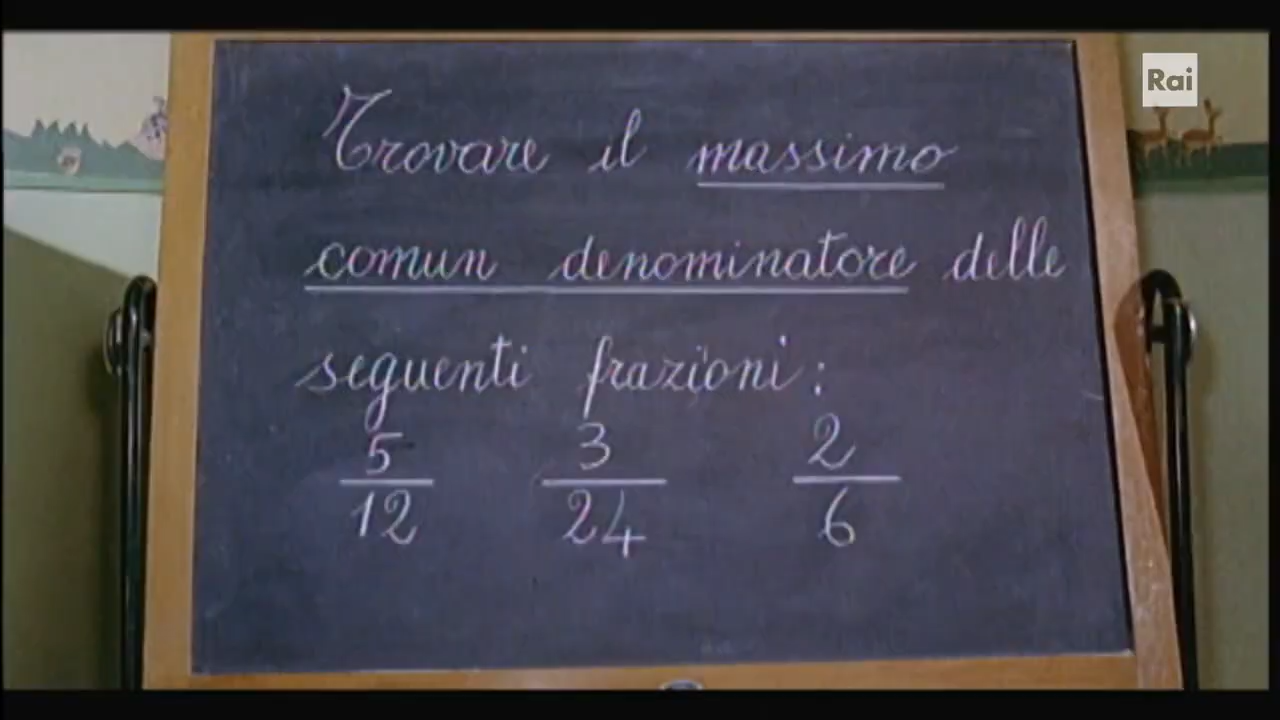 Rai
Trovare il massimo
comun denominatore delle
seguenti frazioni:
5 3 2
12 24 6